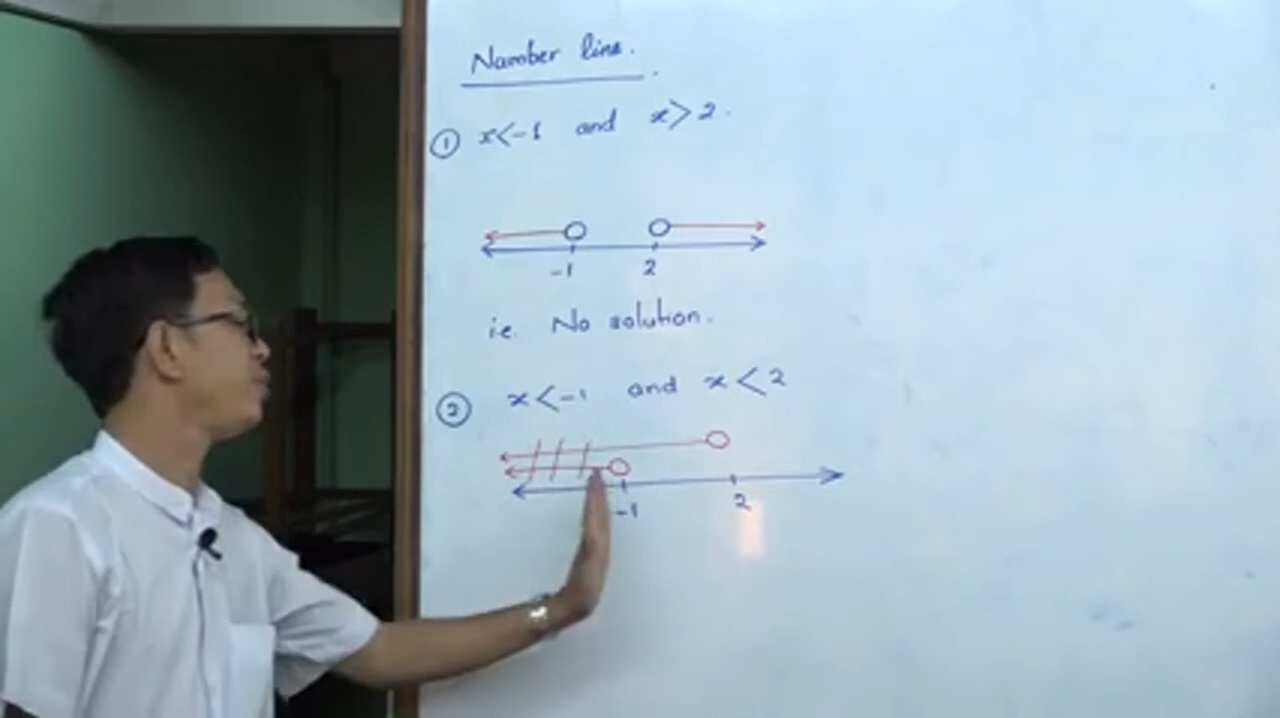 Number line.
① x<-1 and x>2.
-1 2
ie. No solution.
② x<-1 and x<2
-1 2